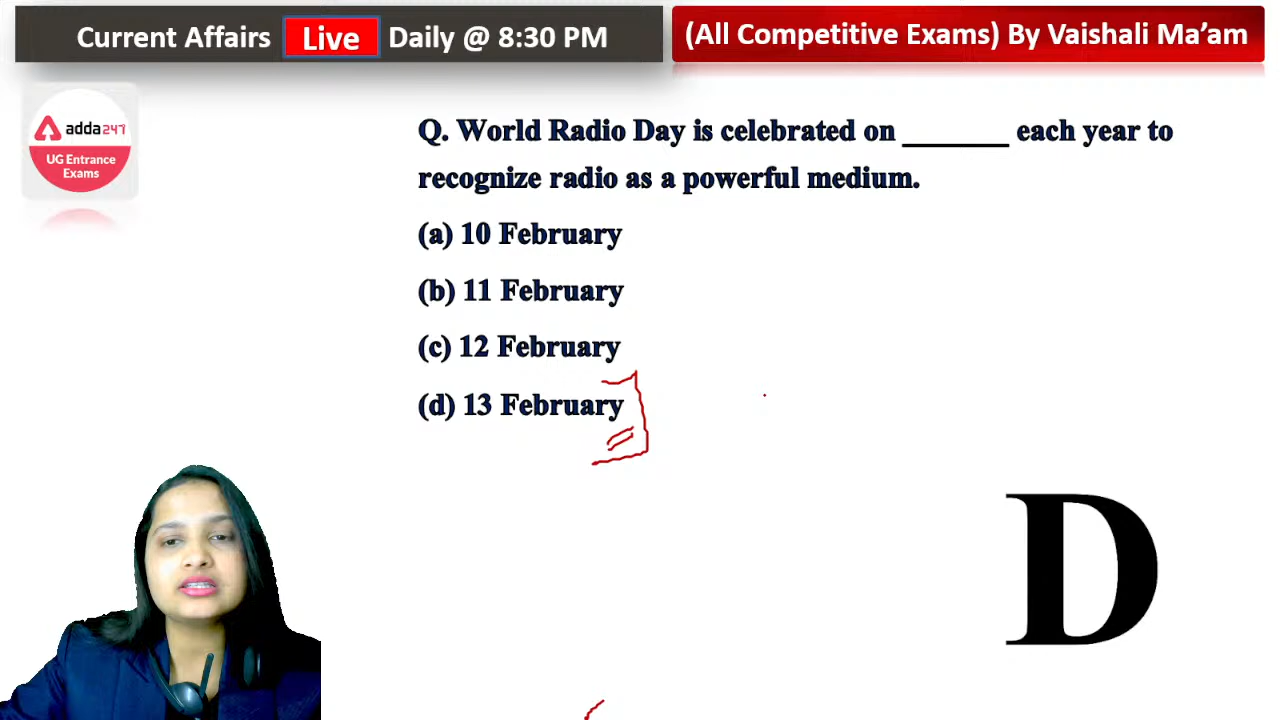 Current Affairs Live Daily @ 8:30 PM
(All Competitive Exams) By Vaishali Ma’am
adda247
UG Entrance
Exams
Q. World Radio Day is celebrated on _______ each year to
recognize radio as a powerful medium.
(a) 10 February
(b) 11 February
(c) 12 February
(d) 13 February
D